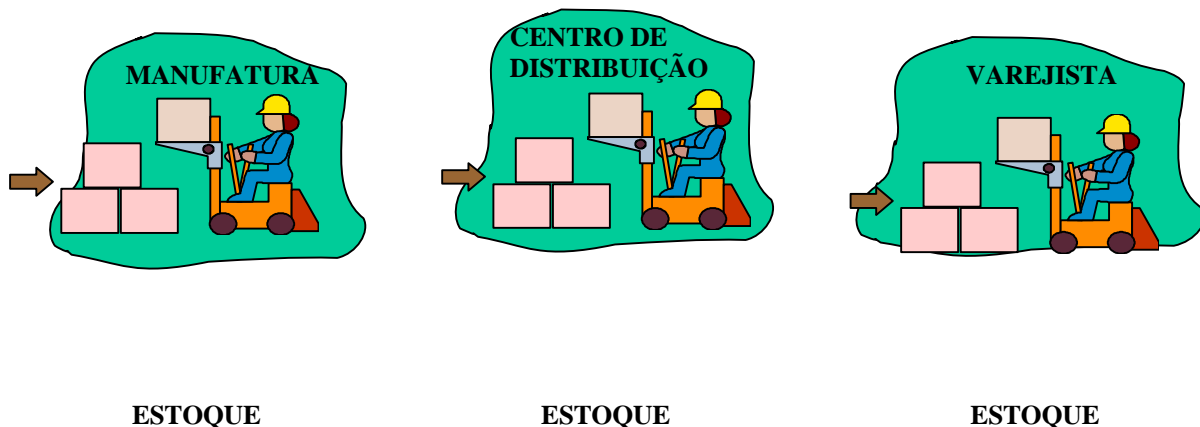 MANUFATURA
CENTRO DE
DISTRIBUIÇÃO
VAREJISTA
ESTOQUE
ESTOQUE
ESTOQUE